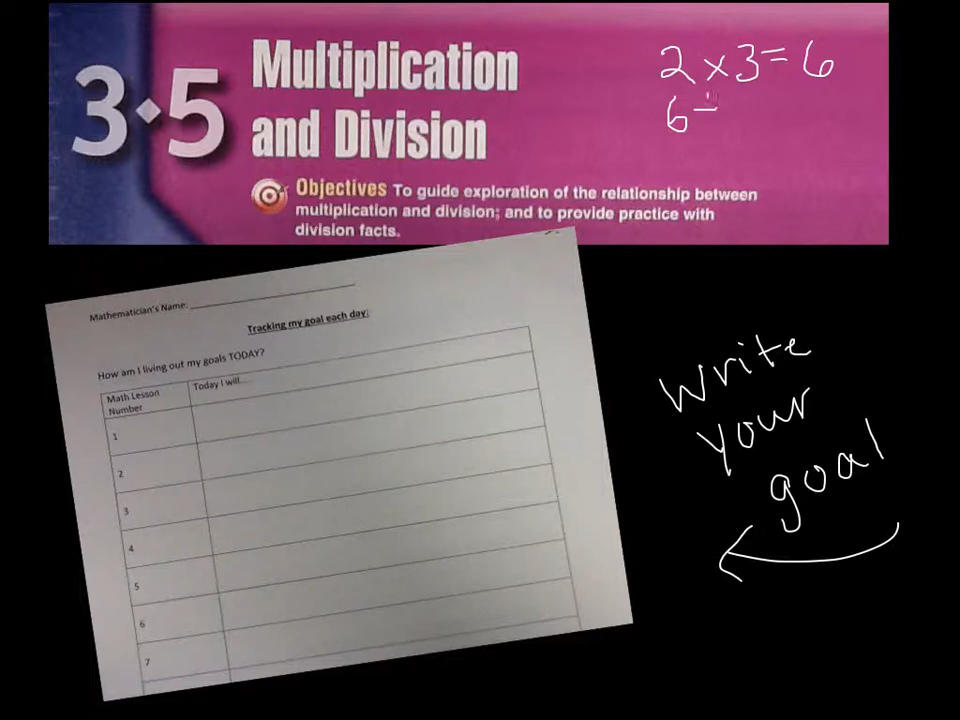 3·5
Multiplication
and Division
Objectives To guide exploration of the relationship between
multiplication and division; and to provide practice with
division facts.
2 × 3 = 6
6 ÷
Mathematician's Name: ____________________
Tracking my goal each day:
How am I living out my goals TODAY?
Math Lesson
Number
Today I will...
1
2
3
4
5
6
7
Write
your
goal